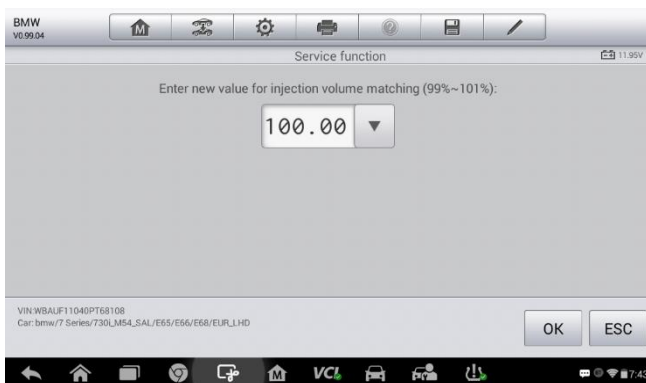 BMW
V0.99.04
Service function
11.95V
Enter new value for injection volume matching (99%~101%):
100.00
VIN:WBAUF11040PT68108
Car: bmw/7 Series/730i_M54_SAL/E65/E66/E68/EUR_LHD
OK
ESC
M
M
VCI
7:43